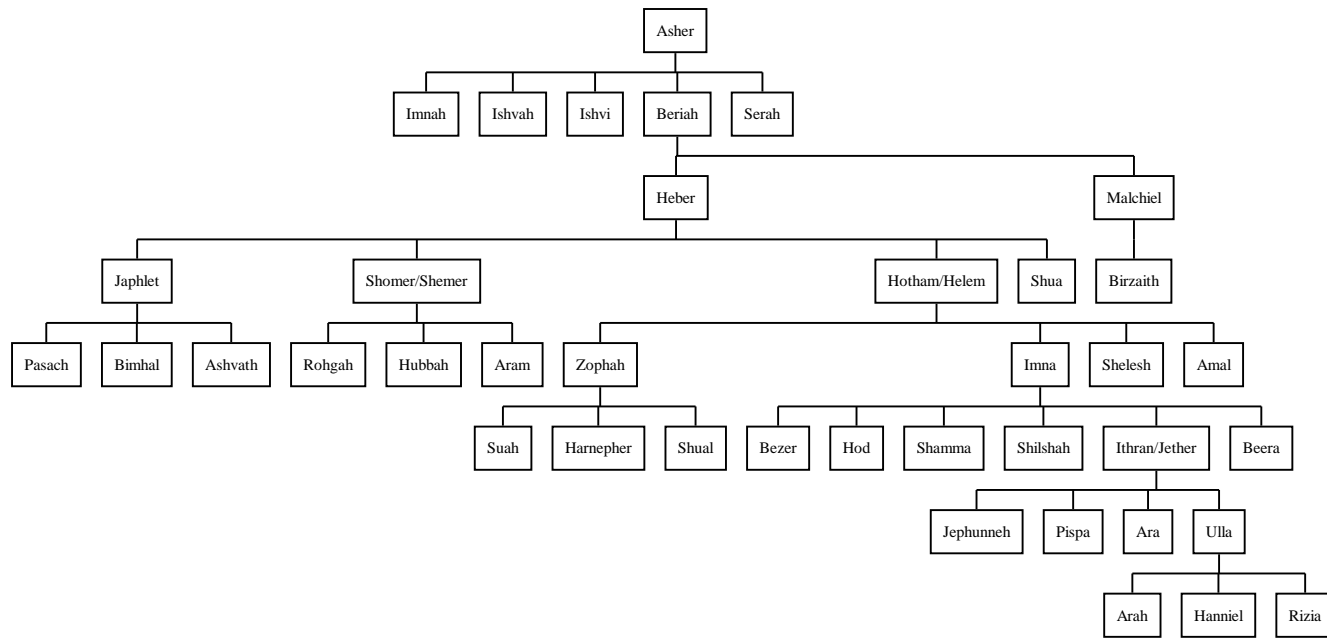 Asher
Imnah Ishvah Ishvi Beriah Serah
Heber Malchiel
Japhlet Shomer/Shemer Hotham/Helem Shua Birzaith
Pasach Bimhal Ashvath Rohgah Hubbah Aram Zophah Imna Shelesh Amal
Suah Harnepher Shual Bezer Hod Shamma Shilshah Ithran/Jether Beera
Jephunneh Pispa Ara Ulla
Arah Hanniel Rizia